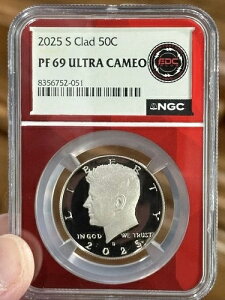 2025 S Clad 50C
PF 69 ULTRA CAMEO
8356752-051
EDC
NGC
LIBERTY
IN GOD WE TRUST
S
2025